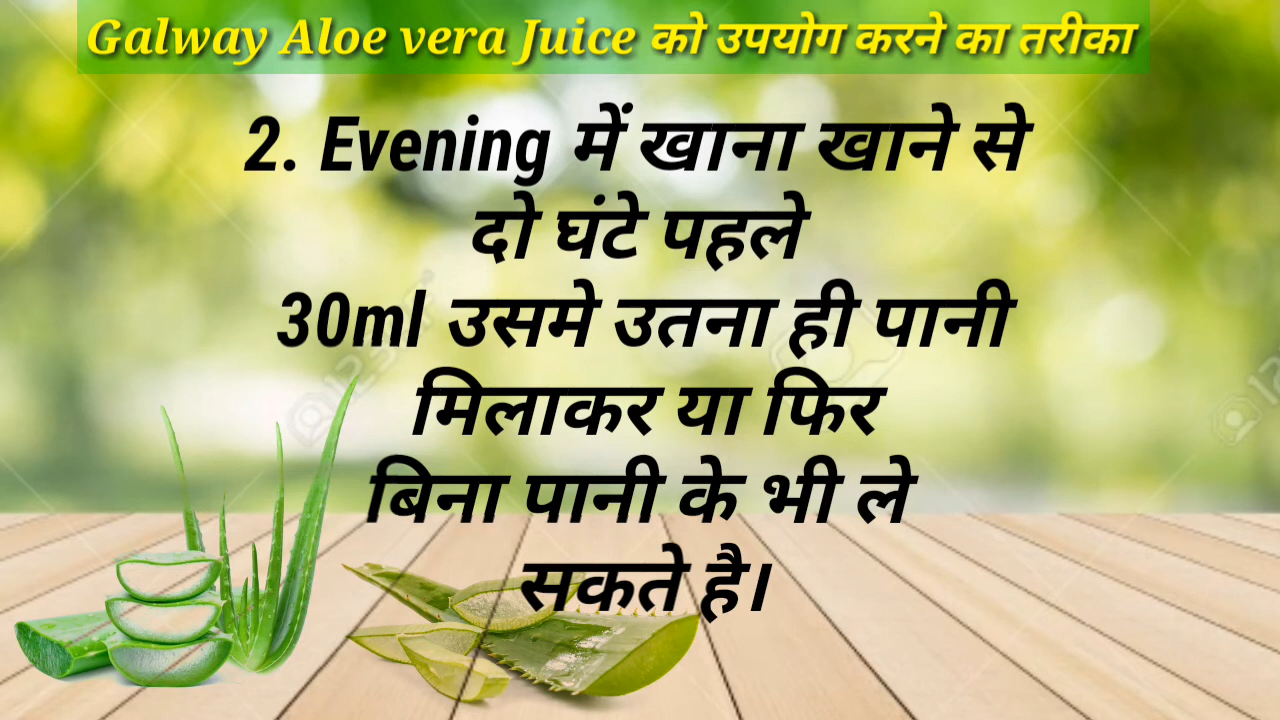 Galway Aloe vera Juice को उपयोग करने का तरीका
2. Evening में खाना खाने से
दो घंटे पहले
30ml उसमे उतना ही पानी
मिलाकर या फिर
बिना पानी के भी ले
सकते है।